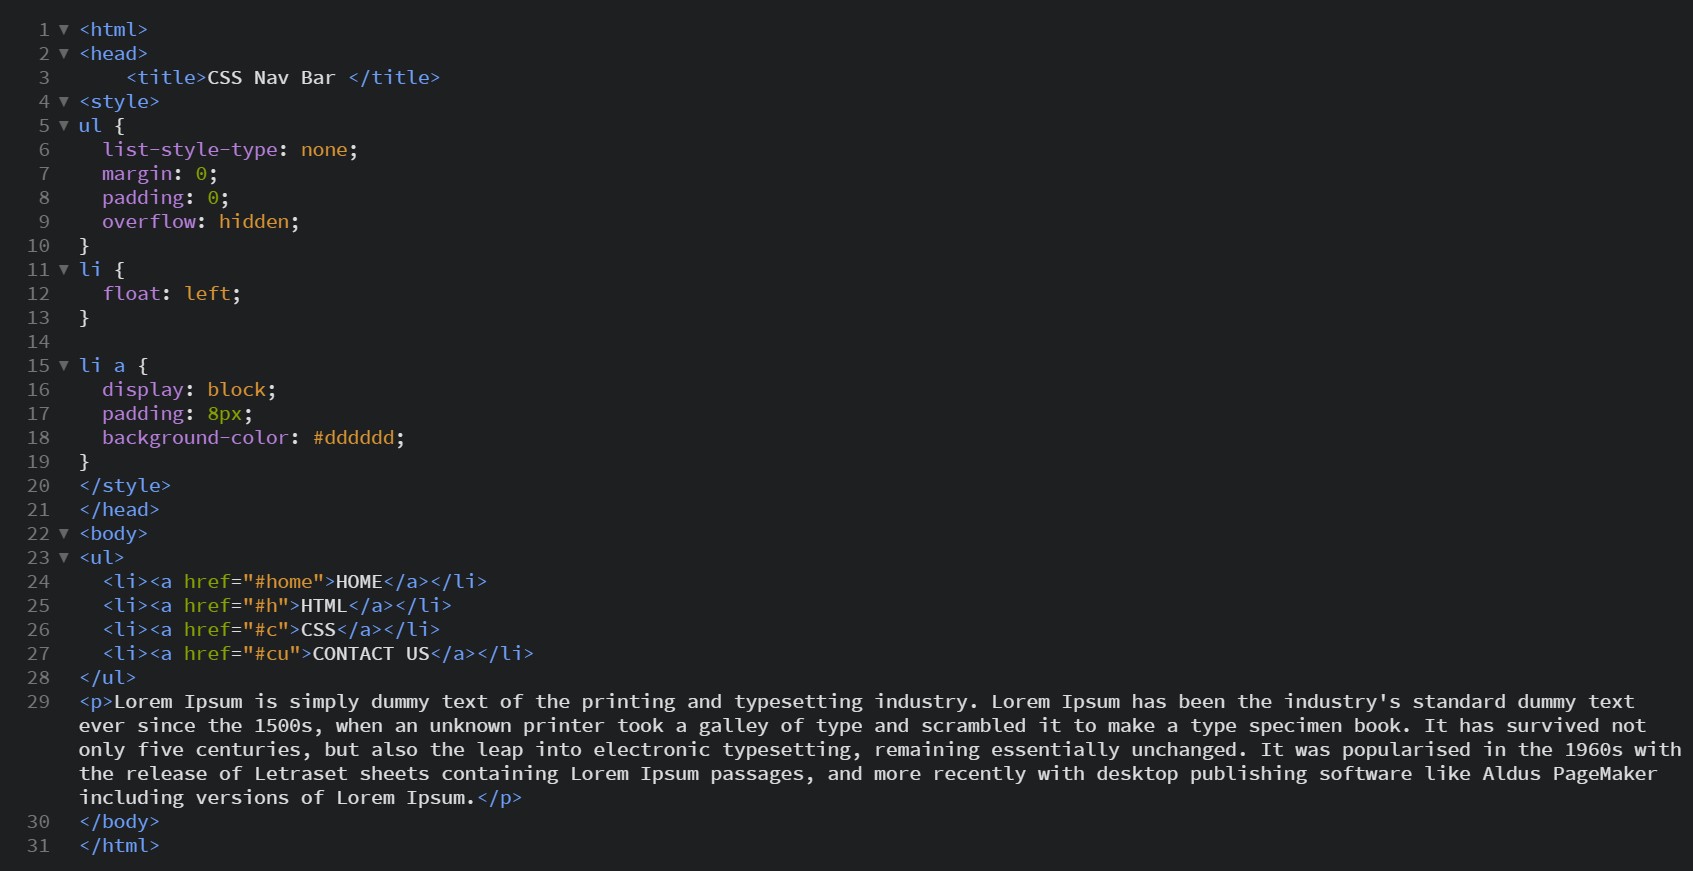 1 ▼ <html>
2 ▼ <head>
3     <title>CSS Nav Bar </title>
4 ▼ <style>
5 ▼ ul {
6   list-style-type: none;
7   margin: 0;
8   padding: 0;
9   overflow: hidden;
10 }
11 ▼ li {
12   float: left;
13 }
14
15 ▼ li a {
16   display: block;
17   padding: 8px;
18   background-color: #dddddd;
19 }
20 </style>
21 </head>
22 ▼ <body>
23 ▼ <ul>
24   <li><a href="#home">HOME</a></li>
25   <li><a href="#h">HTML</a></li>
26   <li><a href="#c">CSS</a></li>
27   <li><a href="#cu">CONTACT US</a></li>
28 </ul>
29 <p>Lorem Ipsum is simply dummy text of the printing and typesetting industry. Lorem Ipsum has been the industry's standard dummy text
ever since the 1500s, when an unknown printer took a galley of type and scrambled it to make a type specimen book. It has survived not
only five centuries, but also the leap into electronic typesetting, remaining essentially unchanged. It was popularised in the 1960s with
the release of Letraset sheets containing Lorem Ipsum passages, and more recently with desktop publishing software like Aldus PageMaker
including versions of Lorem Ipsum.</p>
30 </body>
31 </html>